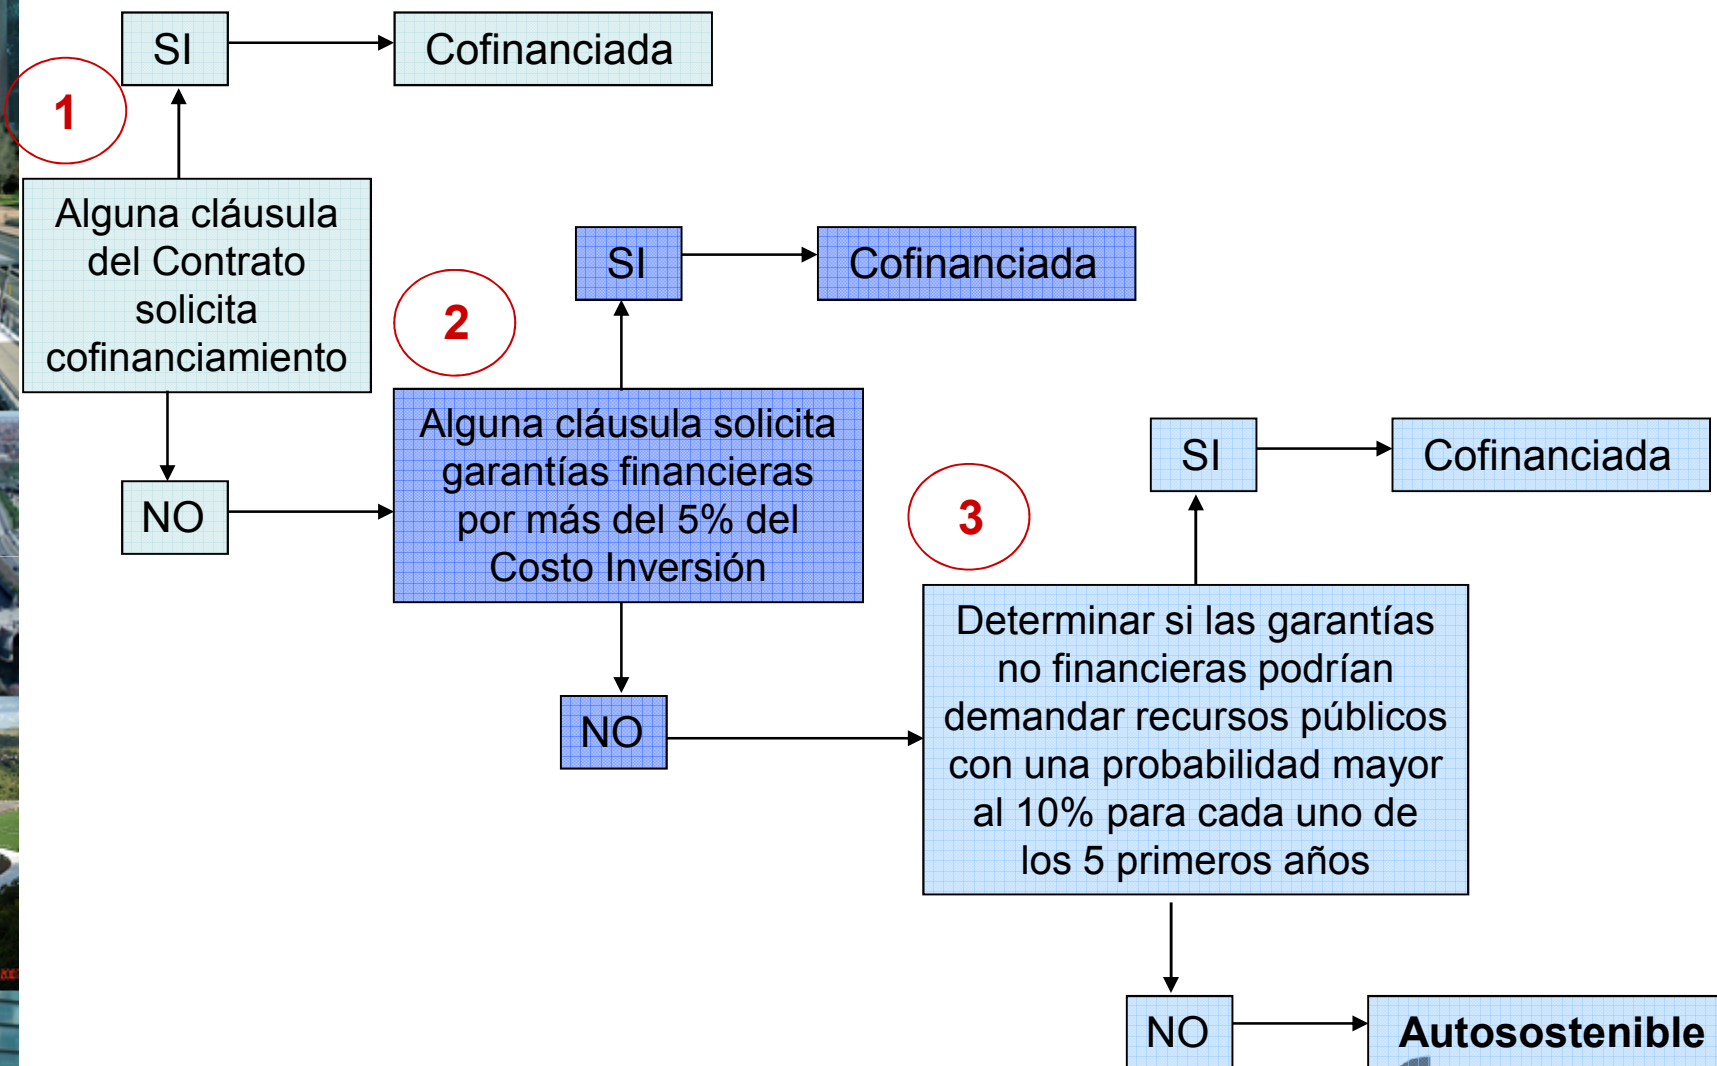 SI
Cofinanciada
1
Alguna cláusula
del Contrato
solicita
cofinanciamiento
NO
SI
Cofinanciada
2
Alguna cláusula solicita
garantías financieras
por más del 5% del
Costo Inversión
NO
SI
Cofinanciada
3
Determinar si las garantías
no financieras podrían
demandar recursos públicos
con una probabilidad mayor
al 10% para cada uno de
los 5 primeros años
NO
Autosostenible